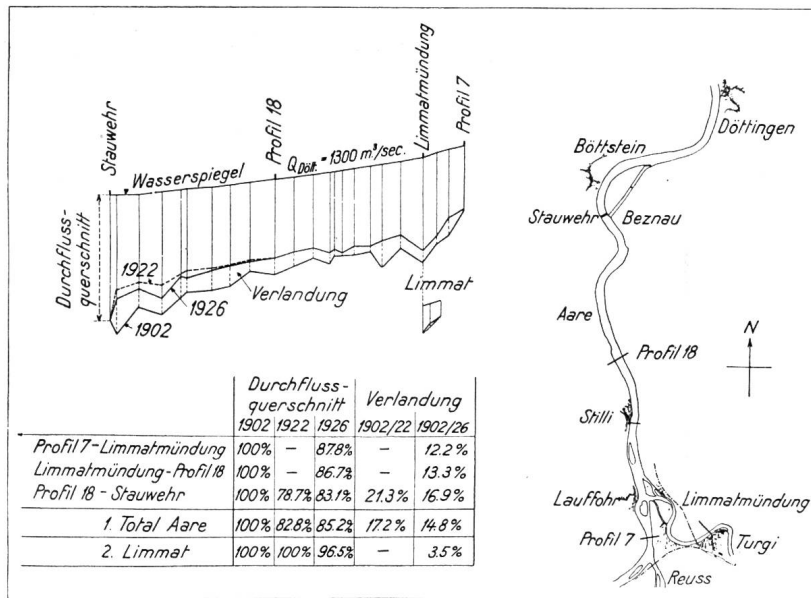 Stauwehr
Wasserspiegel
Profil 18
Q Dött. = 1300 m³/sec.
Limmatmündung
Profil 7
Durchfluss-
querschnitt
1922
1902
1926
Verlandung
Limmat
Durchfluss-
querschnitt Verlandung
1902 1922 1926 1902/22 1902/26
Profil 7-Limmatmündung 100% – 87.8% 12.2%
Limmatmündung-Profil 18 100% – 86.7% 13.3%
Profil 18 - Stauwehr 100% 78.7% 83.1% 21.3% 16.9%
1. Total Aare 100% 82.8% 85.2% 17.2% 14.8%
2. Limmat 100% 100% 96.5% – 3.5%
Döttingen
Böttstein
Stauwehr
Beznau
Aare
N
Profil 18
Stilli
Lauffohr
Limmatmündung
Profil 7
Turgi
Reuss